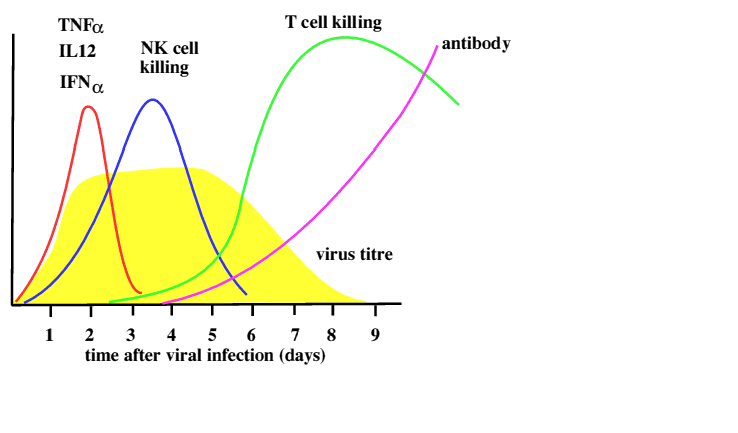 TNFα
IL12
IFNα
NK cell
killing
T cell killing
antibody
virus titre
1 2 3 4 5 6 7 8 9
time after viral infection (days)